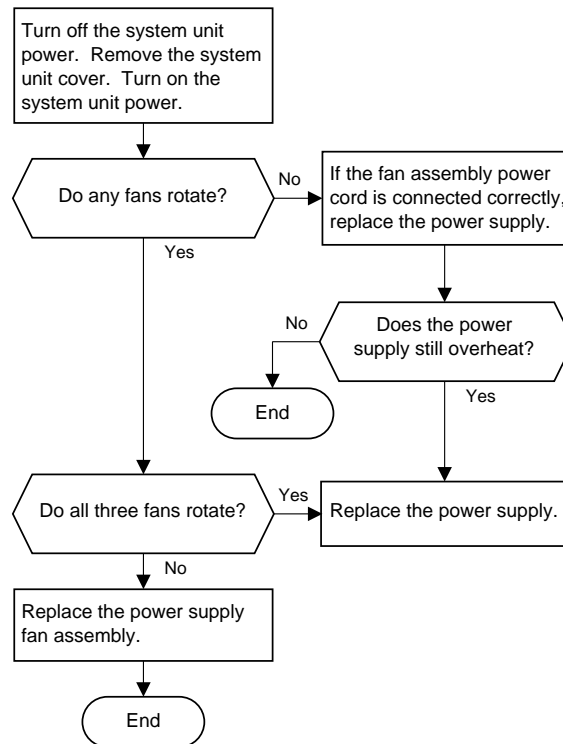 Turn off the system unit
power.  Remove the system
unit cover.  Turn on the
system unit power.
Do any fans rotate?
No
If the fan assembly power
cord is connected correctly,
replace the power supply.
Yes
No
Does the power
supply still overheat?
End
Yes
Do all three fans rotate?
Yes
Replace the power supply.
No
Replace the power supply
fan assembly.
End